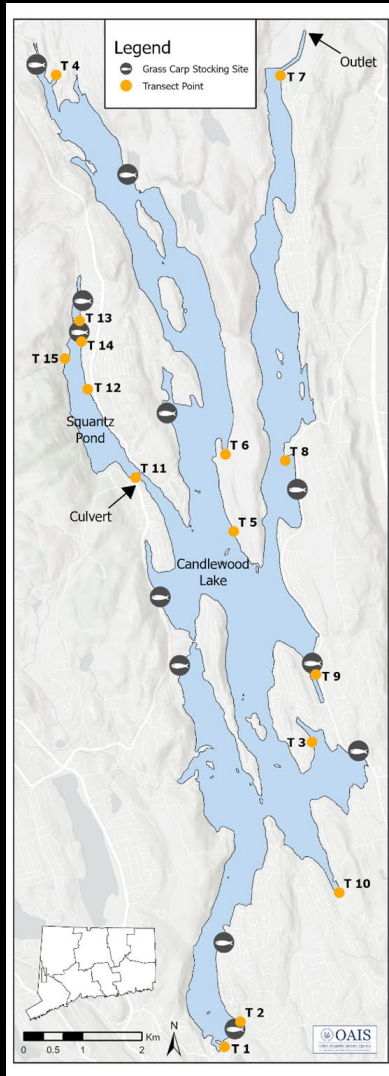 Legend
Grass Carp Stocking Site
Transect Point
Outlet
T 4
T 7
T 13
T 14
T 15
T 12
Squantz
Pond
T 6
T 8
T 11
Culvert
T 5
Candlewood
Lake
T 9
T 3
T 10
T 2
T 1
N
Km
0 0.5 1 2
OAIS